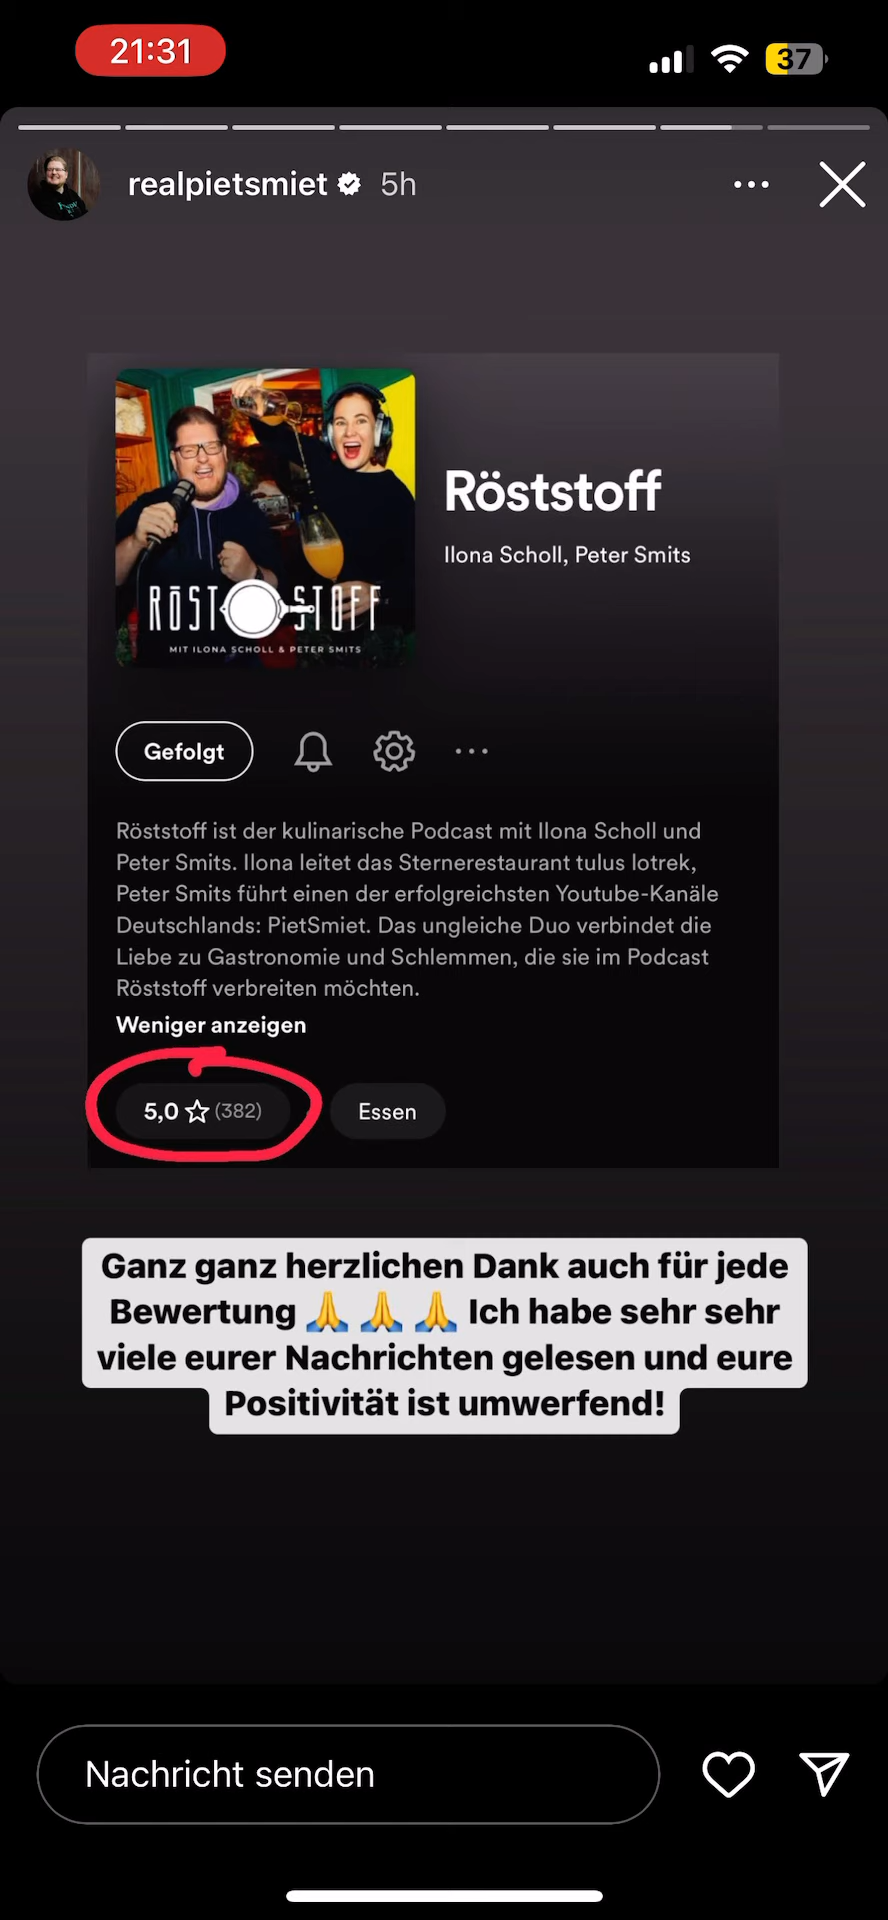 21:31
37
realpietsmiet 5h
Röststoff
Ilona Scholl, Peter Smits
RÖST STOFF
MIT ILONA SCHOLL & PETER SMITS
Gefolgt
Röststoff ist der kulinarische Podcast mit Ilona Scholl und
Peter Smits. Ilona leitet das Sternerestaurant tulus lotrek,
Peter Smits führt einen der erfolgreichsten Youtube-Kanäle
Deutschlands: PietSmiet. Das ungleiche Duo verbindet die
Liebe zu Gastronomie und Schlemmen, die sie im Podcast
Röststoff verbreiten möchten.
Weniger anzeigen
5,0 ☆ (382) Essen
Ganz ganz herzlichen Dank auch für jede
Bewertung 🙏 🙏 🙏 Ich habe sehr sehr
viele eurer Nachrichten gelesen und eure
Positivität ist umwerfend!
Nachricht senden